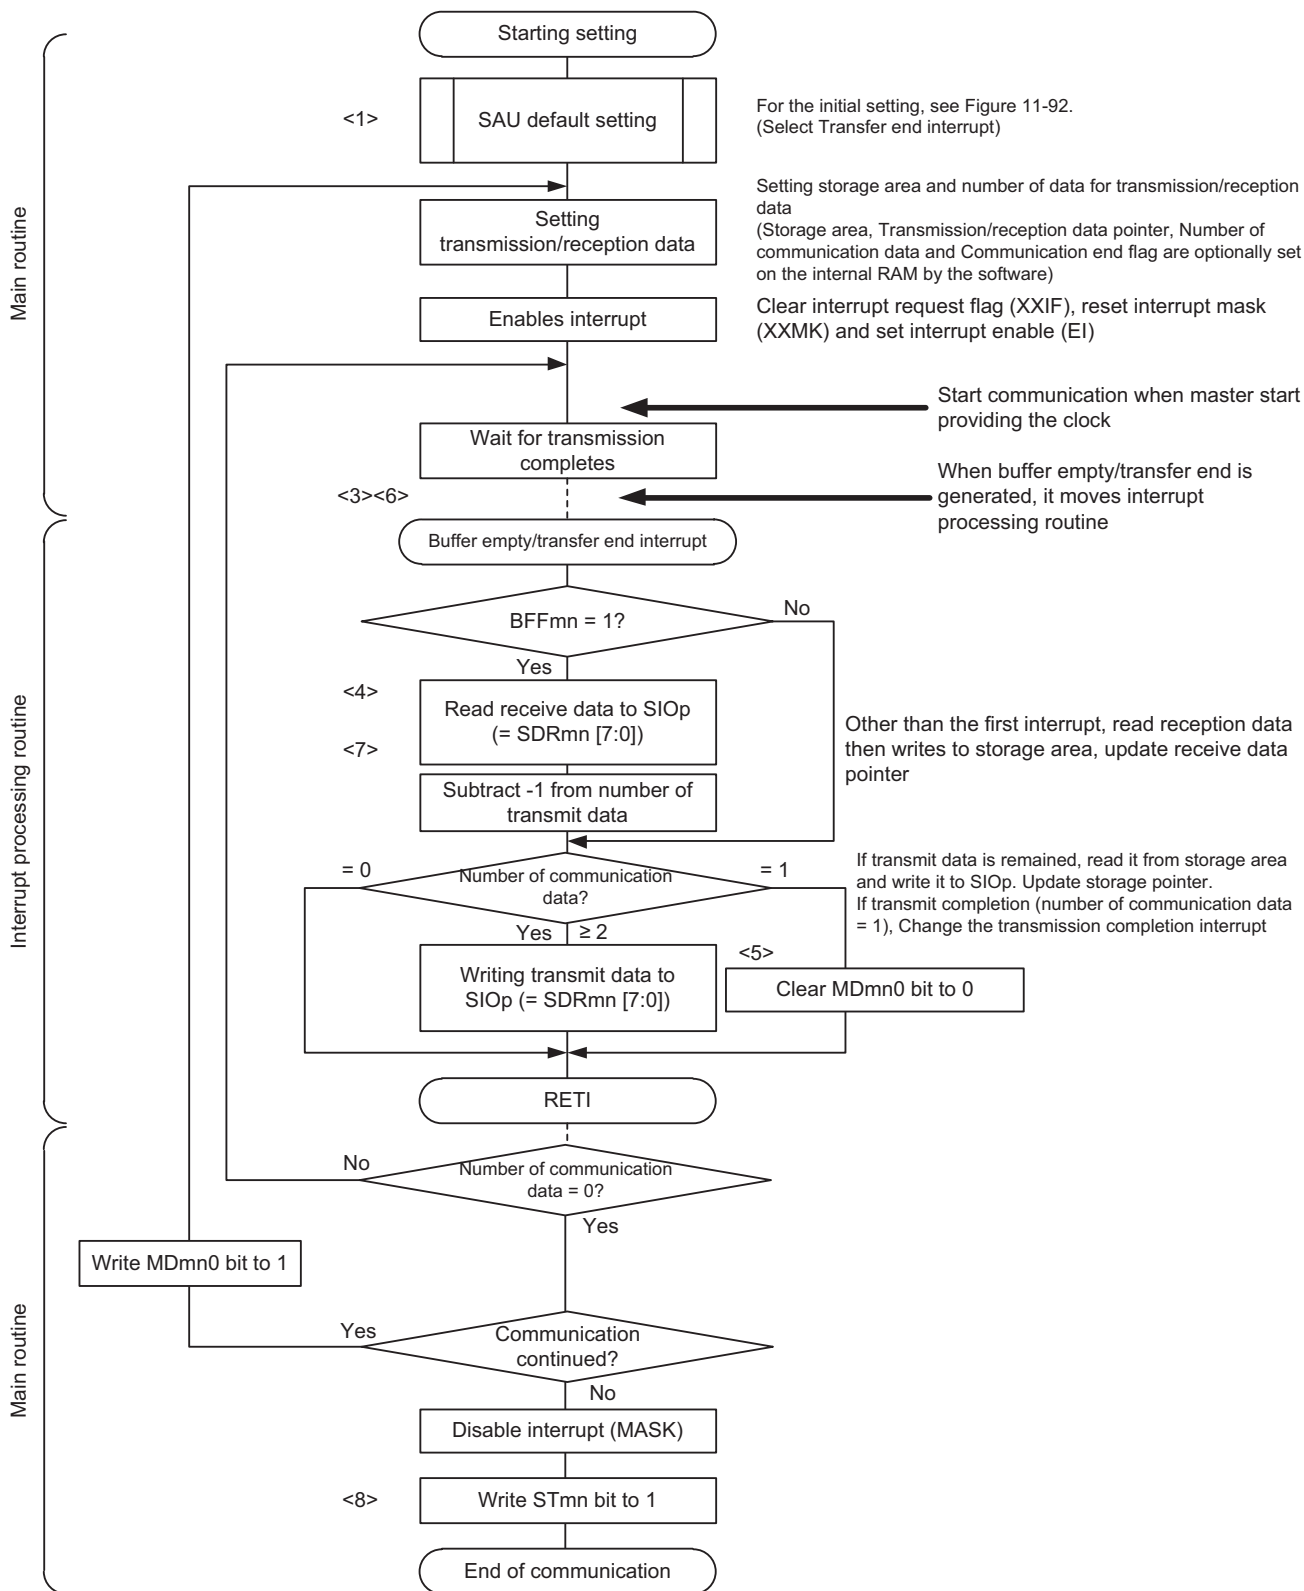 Starting setting
<1>
SAU default setting
For the initial setting, see Figure 11-92.
(Select Transfer end interrupt)
Main routine
Setting
transmission/reception data
Setting storage area and number of data for transmission/reception
data
(Storage area, Transmission/reception data pointer, Number of
communication data and Communication end flag are optionally set
on the internal RAM by the software)
Enables interrupt
Clear interrupt request flag (XXIF), reset interrupt mask
(XXMK) and set interrupt enable (EI)
Start communication when master start
providing the clock
Wait for transmission
completes
<3><6>
When buffer empty/transfer end is
generated, it moves interrupt
processing routine
Interrupt processing routine
Buffer empty/transfer end interrupt
BFFmn = 1?
No
Yes
<4>
<7>
Read receive data to SIOp
(= SDRmn [7:0])
Other than the first interrupt, read reception data
then writes to storage area, update receive data
pointer
Subtract -1 from number of
transmit data
= 0
Number of communication
data?
= 1
If transmit data is remained, read it from storage area
and write it to SIOp. Update storage pointer.
If transmit completion (number of communication data
= 1), Change the transmission completion interrupt
Yes
≥ 2
Writing transmit data to
SIOp (= SDRmn [7:0])
<5>
Clear MDmn0 bit to 0
RETI
Main routine
No
Number of communication
data = 0?
Yes
Write MDmn0 bit to 1
Yes
Communication
continued?
No
Disable interrupt (MASK)
<8>
Write STmn bit to 1
End of communication